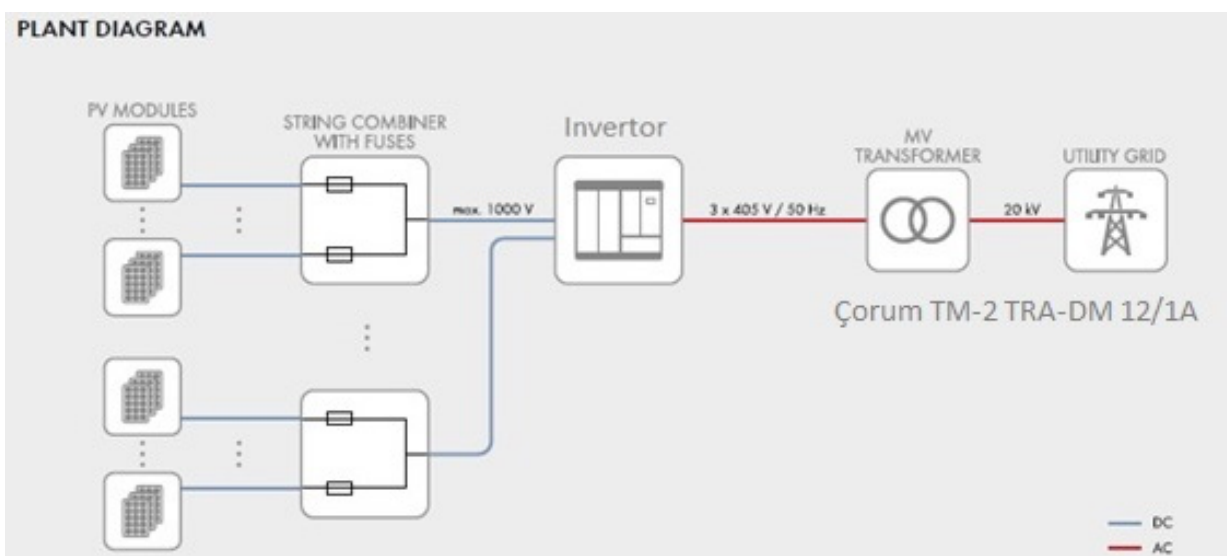 PLANT DIAGRAM
PV MODULES
STRING COMBINER
WITH FUSES
Invertor
MV
TRANSFORMER
UTILITY GRID
max. 1000 V
3 x 405 V / 50 Hz
20 kV
Çorum TM-2 TRA-DM 12/1A
DC
AC